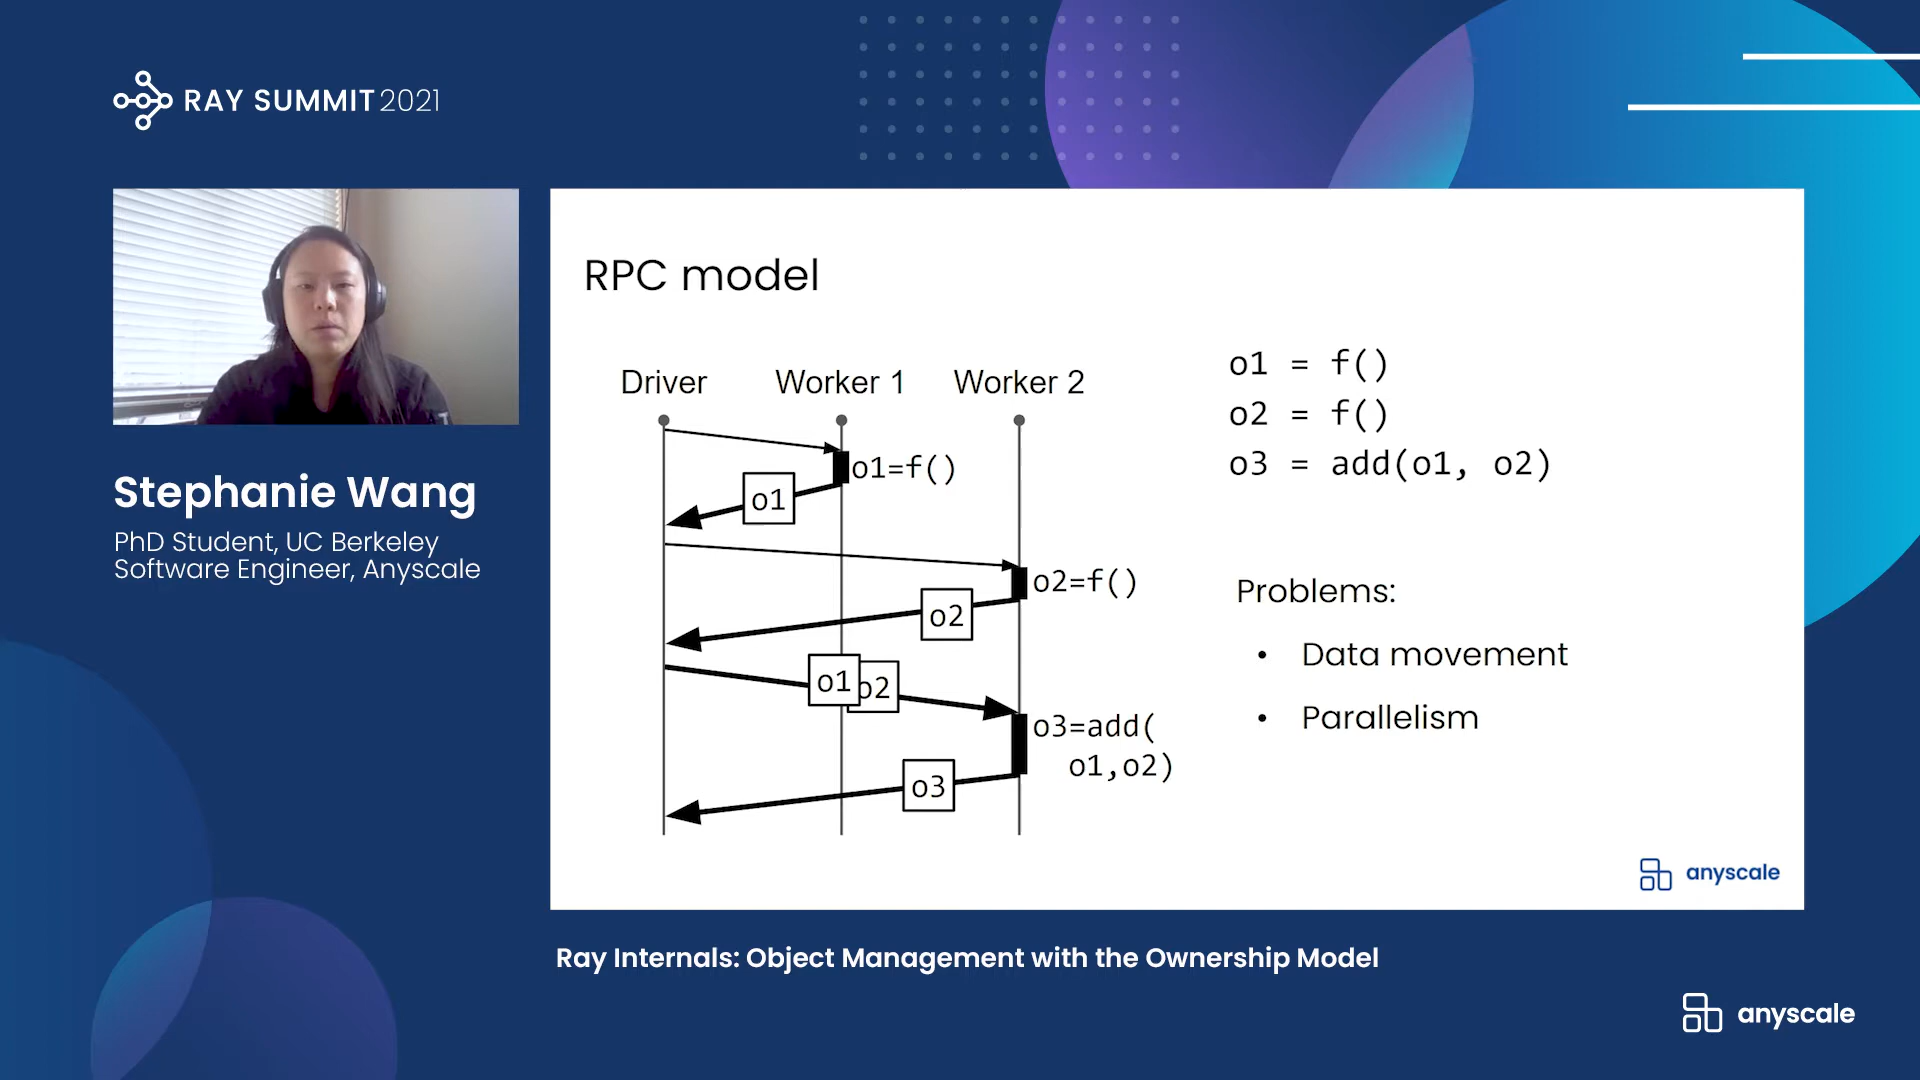 RAY SUMMIT 2021
Stephanie Wang
PhD Student, UC Berkeley
Software Engineer, Anyscale
RPC model
Driver
Worker 1
Worker 2
o1=f()
o1
o2=f()
o2
o1
o2
o3=add(
o1,o2)
o3
o1 = f()
o2 = f()
o3 = add(o1, o2)
Problems:
• Data movement
• Parallelism
anyscale
Ray Internals: Object Management with the Ownership Model
anyscale